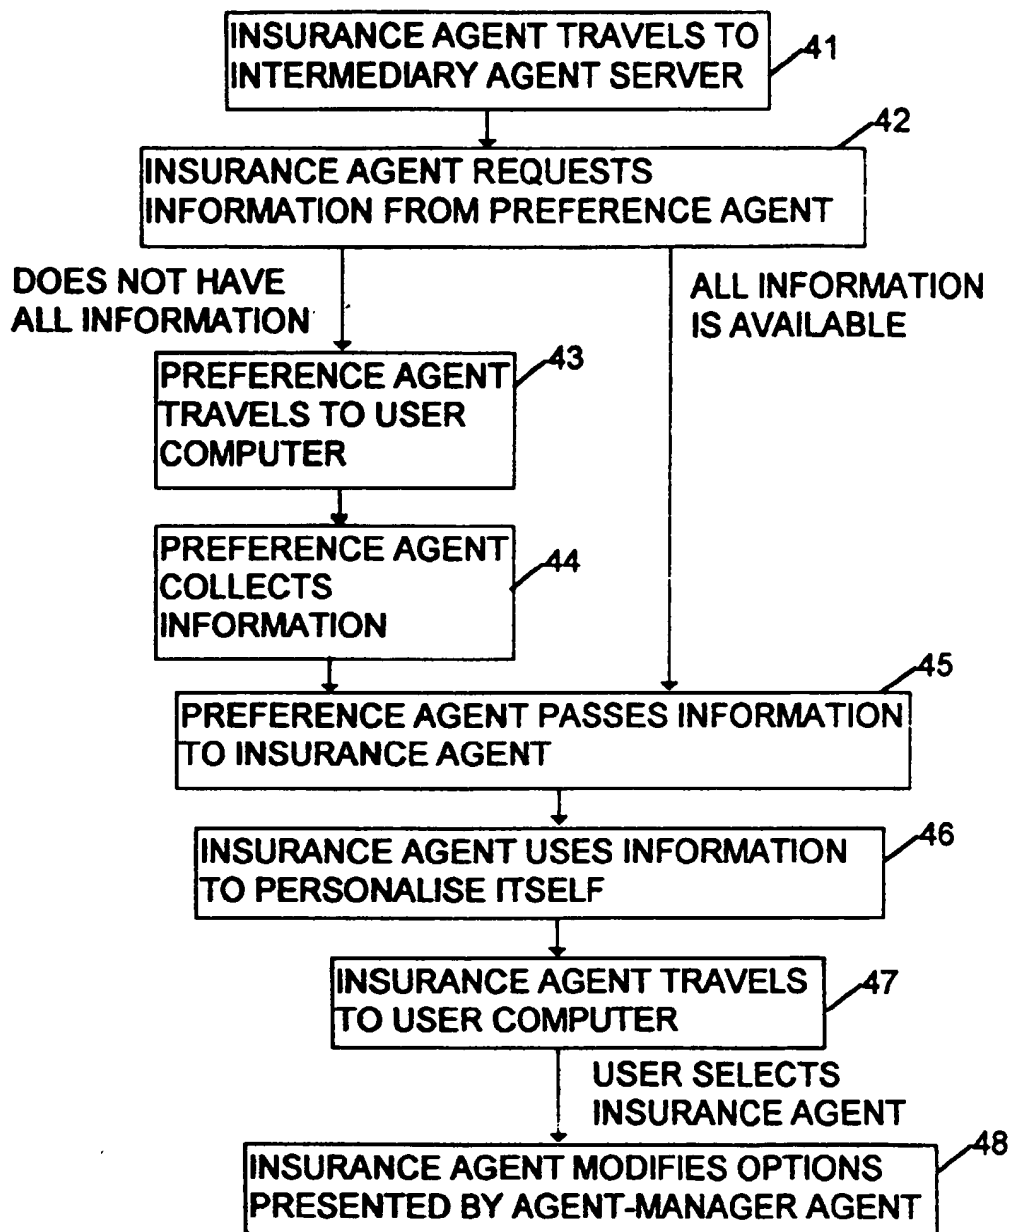 INSURANCE AGENT TRAVELS TO
INTERMEDIARY AGENT SERVER
41
42
INSURANCE AGENT REQUESTS
INFORMATION FROM PREFERENCE AGENT
DOES NOT HAVE
ALL INFORMATION
ALL INFORMATION
IS AVAILABLE
43
PREFERENCE AGENT
TRAVELS TO USER
COMPUTER
PREFERENCE AGENT
COLLECTS
INFORMATION
44
45
PREFERENCE AGENT PASSES INFORMATION
TO INSURANCE AGENT
46
INSURANCE AGENT USES INFORMATION
TO PERSONALISE ITSELF
INSURANCE AGENT TRAVELS
TO USER COMPUTER
47
USER SELECTS
INSURANCE AGENT
48
INSURANCE AGENT MODIFIES OPTIONS
PRESENTED BY AGENT-MANAGER AGENT